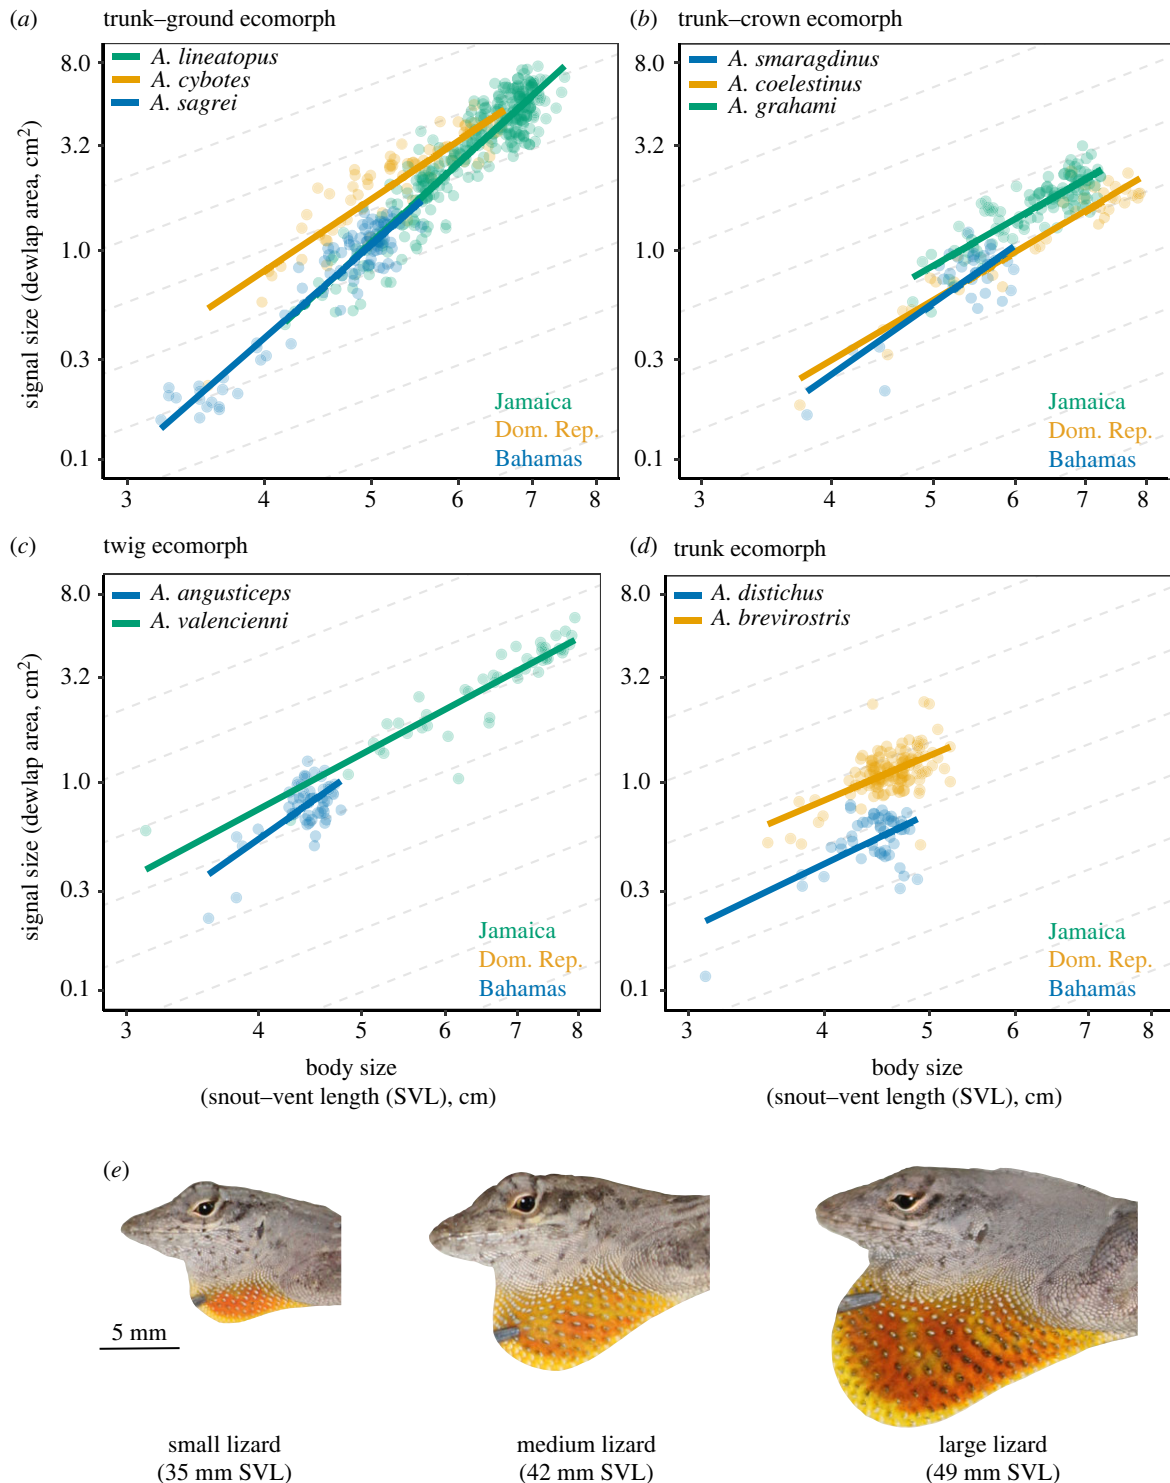 (a) trunk–ground ecomorph
A. lineatopus
A. cybotes
A. sagrei
signal size (dewlap area, cm²)
8.0
3.2
1.0
0.3
0.1
Jamaica
Dom. Rep.
Bahamas
3 4 5 6 7 8
(b) trunk–crown ecomorph
A. smaragdinus
A. coelestinus
A. grahami
8.0
3.2
1.0
0.3
0.1
Jamaica
Dom. Rep.
Bahamas
3 4 5 6 7 8
(c) twig ecomorph
A. angusticeps
A. valencienni
signal size (dewlap area, cm²)
8.0
3.2
1.0
0.3
0.1
Jamaica
Dom. Rep.
Bahamas
3 4 5 6 7 8
body size
(snout–vent length (SVL), cm)
(d) trunk ecomorph
A. distichus
A. brevirostris
8.0
3.2
1.0
0.3
0.1
Jamaica
Dom. Rep.
Bahamas
3 4 5 6 7 8
body size
(snout–vent length (SVL), cm)
(e)
5 mm
small lizard
(35 mm SVL)
medium lizard
(42 mm SVL)
large lizard
(49 mm SVL)